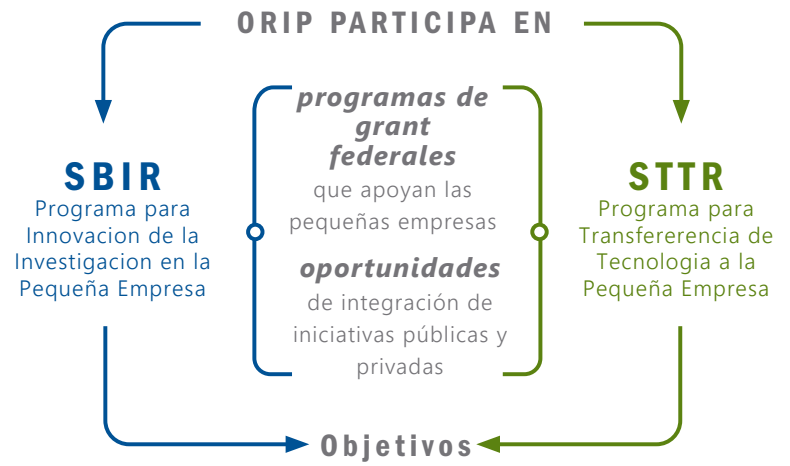 ORIP PARTICIPA EN
SBIR
Programa para
Innovacion de la
Investigacion en la
Pequeña Empresa
programas de
grant
federales
que apoyan las
pequeñas empresas
oportunidades
de integración de
iniciativas públicas y
privadas
STTR
Programa para
Transfererencia de
Tecnologia a la
Pequeña Empresa
Objetivos